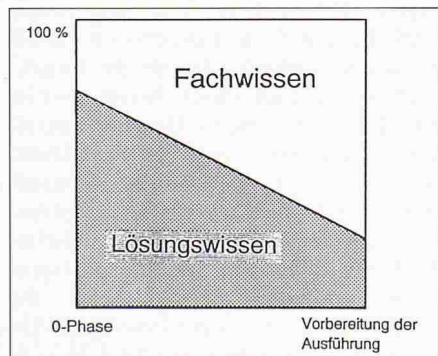 100 %
Fachwissen
Lösungswissen
0-Phase
Vorbereitung der
Ausführung